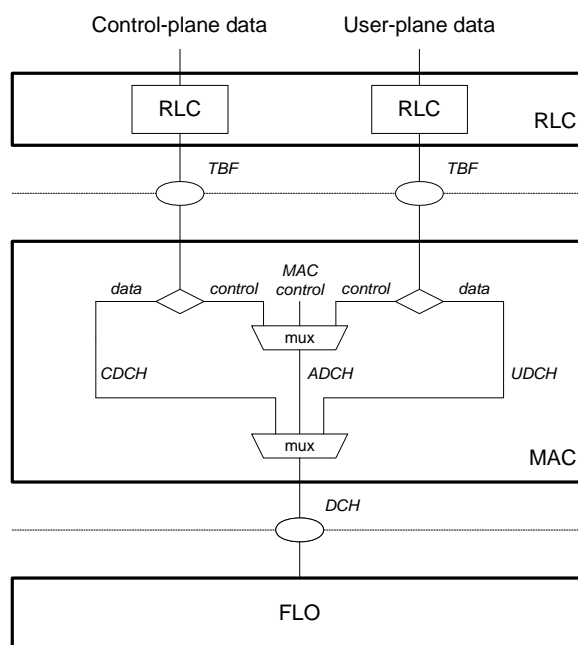 Control-plane data
User-plane data
RLC
RLC
RLC
TBF
TBF
data
control
MAC
control
control
data
mux
CDCH
ADCH
UDCH
mux
MAC
DCH
FLO